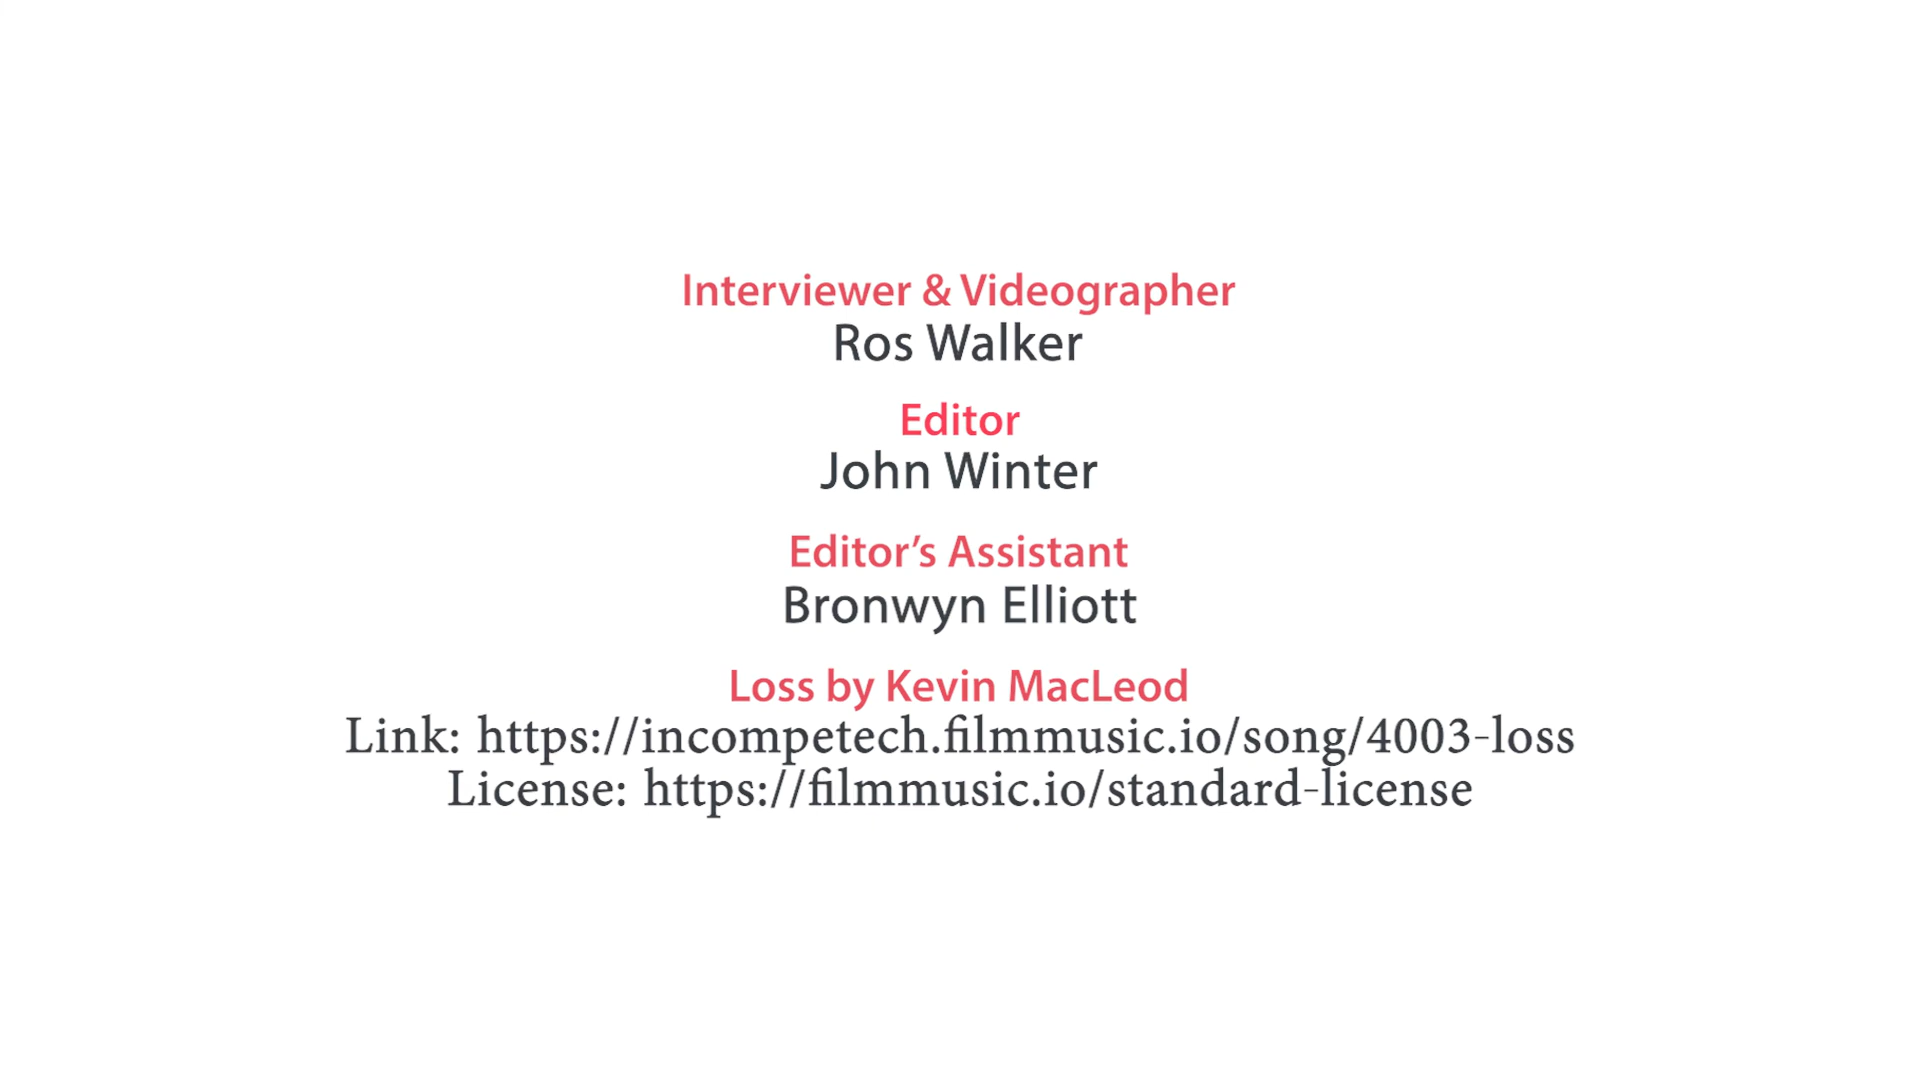 Interviewer & Videographer
Ros Walker
Editor
John Winter
Editor’s Assistant
Bronwyn Elliott
Loss by Kevin MacLeod
Link: https://incompetech.filmmusic.io/song/4003-loss
License: https://filmmusic.io/standard-license